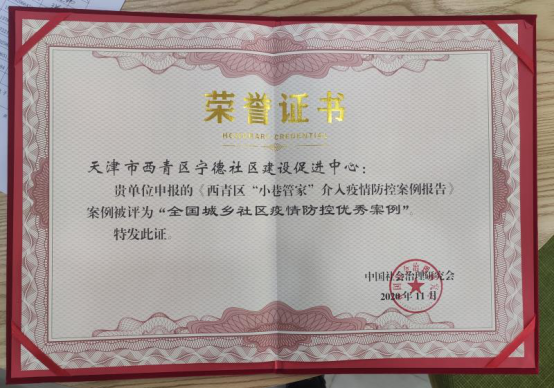 荣誉证书
HONORARY CREDENTIAL
天津市西青区宁德社区建设促进中心：
贵单位申报的《西青区“小巷管家”介入疫情防控案例报告》
案例被评为“全国城乡社区疫情防控优秀案例”。
特发此证。
中国社会治理研究会
2020年11月